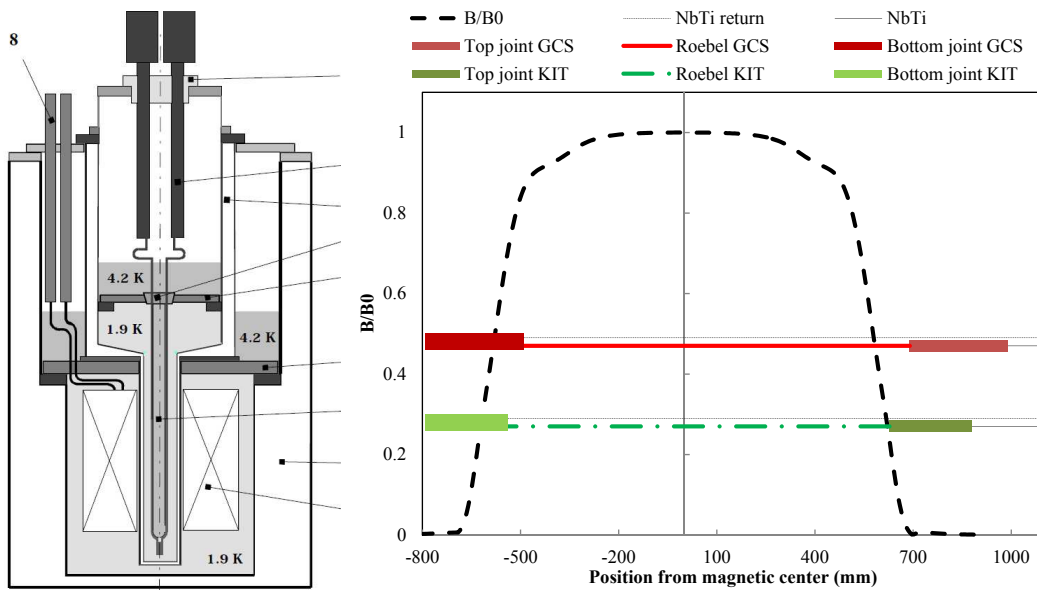 8
4.2 K
1.9 K
4.2 K
1.9 K
B/B0
NbTi return
NbTi
Top joint GCS
Roebel GCS
Bottom joint GCS
Top joint KIT
Roebel KIT
Bottom joint KIT
B/B0
1
0.8
0.6
0.4
0.2
0
-800
-500
-200
100
400
700
1000
Position from magnetic center (mm)